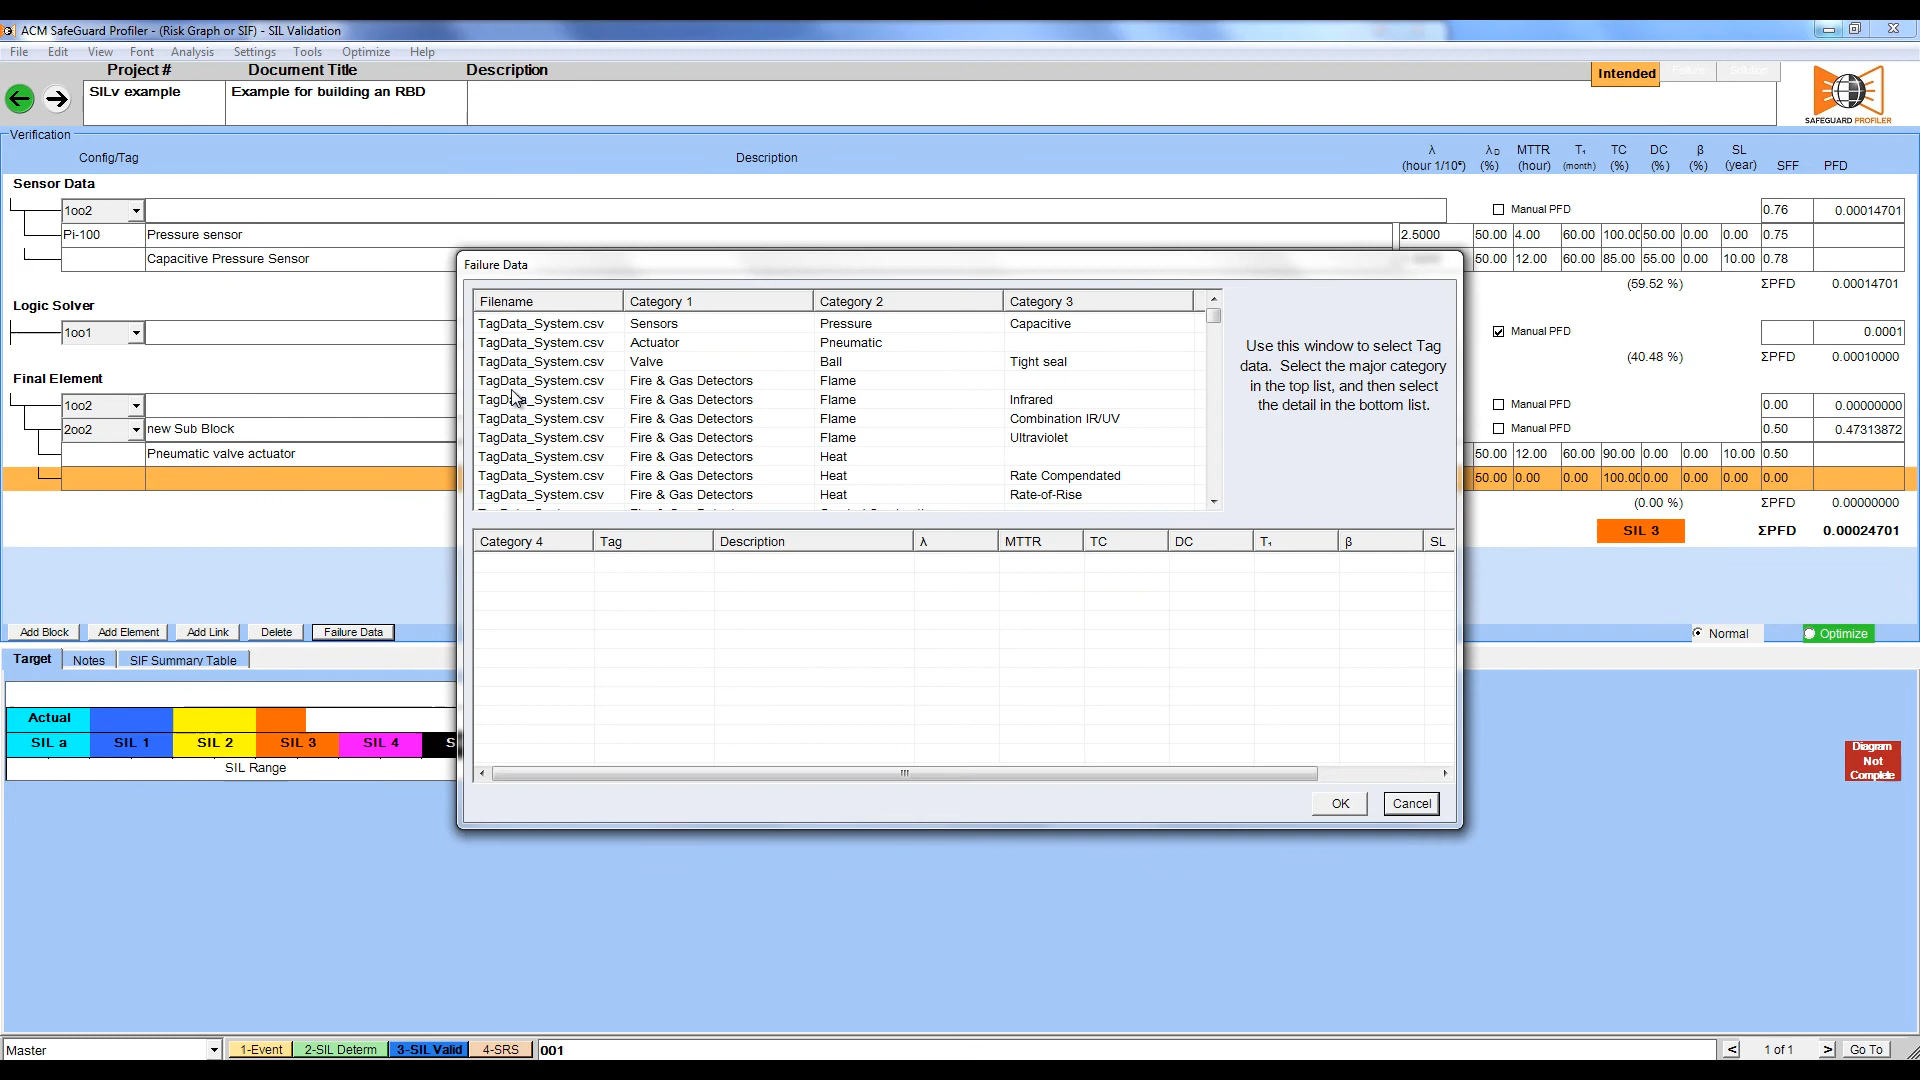 ACM SafeGuard Profiler - (Risk Graph or SIF) - SIL Validation
File Edit View Font Analysis Settings Tools Optimize Help
Project # Document Title Description
Intended
SILv example Example for building an RBD
SAFEGUARD PROFILER
Verification
Config/Tag Description λ (hour 1/10⁶) λD (%) MTTR (hour) T₁ (month) TC (%) DC (%) β (%) SL (year) SFF PFD
Sensor Data
1oo2 Manual PFD 0.76 0.00014701
Pi-100 Pressure sensor 2.5000 50.00 4.00 60.00 100.00 50.00 0.00 0.00 0.75
Capacitive Pressure Sensor 50.00 12.00 60.00 85.00 55.00 0.00 10.00 0.78
(59.52 %) ΣPFD 0.00014701
Logic Solver
1oo1 Manual PFD 0.0001
(40.48 %) ΣPFD 0.00010000
Final Element
1oo2 Manual PFD 0.00 0.00000000
2oo2 new Sub Block Manual PFD 0.50 0.47313872
Pneumatic valve actuator 50.00 12.00 60.00 90.00 0.00 0.00 10.00 0.50
50.00 0.00 0.00 100.00 0.00 0.00 0.00 0.00
(0.00 %) ΣPFD 0.00000000
SIL 3 ΣPFD 0.00024701
Failure Data
Filename Category 1 Category 2 Category 3
TagData_System.csv Sensors Pressure Capacitive
TagData_System.csv Actuator Pneumatic
TagData_System.csv Valve Ball Tight seal
TagData_System.csv Fire & Gas Detectors Flame
TagData_System.csv Fire & Gas Detectors Flame Infrared
TagData_System.csv Fire & Gas Detectors Flame Combination IR/UV
TagData_System.csv Fire & Gas Detectors Flame Ultraviolet
TagData_System.csv Fire & Gas Detectors Heat
TagData_System.csv Fire & Gas Detectors Heat Rate Compendated
TagData_System.csv Fire & Gas Detectors Heat Rate-of-Rise
Use this window to select Tag
data. Select the major category
in the top list, and then select
the detail in the bottom list.
Category 4 Tag Description λ MTTR TC DC T₁ β SL
OK Cancel
Add Block Add Element Add Link Delete Failure Data
Normal Optimize
Target Notes SIF Summary Table
Actual
SIL a SIL 1 SIL 2 SIL 3 SIL 4 S
SIL Range
Diagram
Not
Complete
Master 1-Event 2-SIL Determ 3-SIL Valid 4-SRS 001 < 1 of 1 > Go To